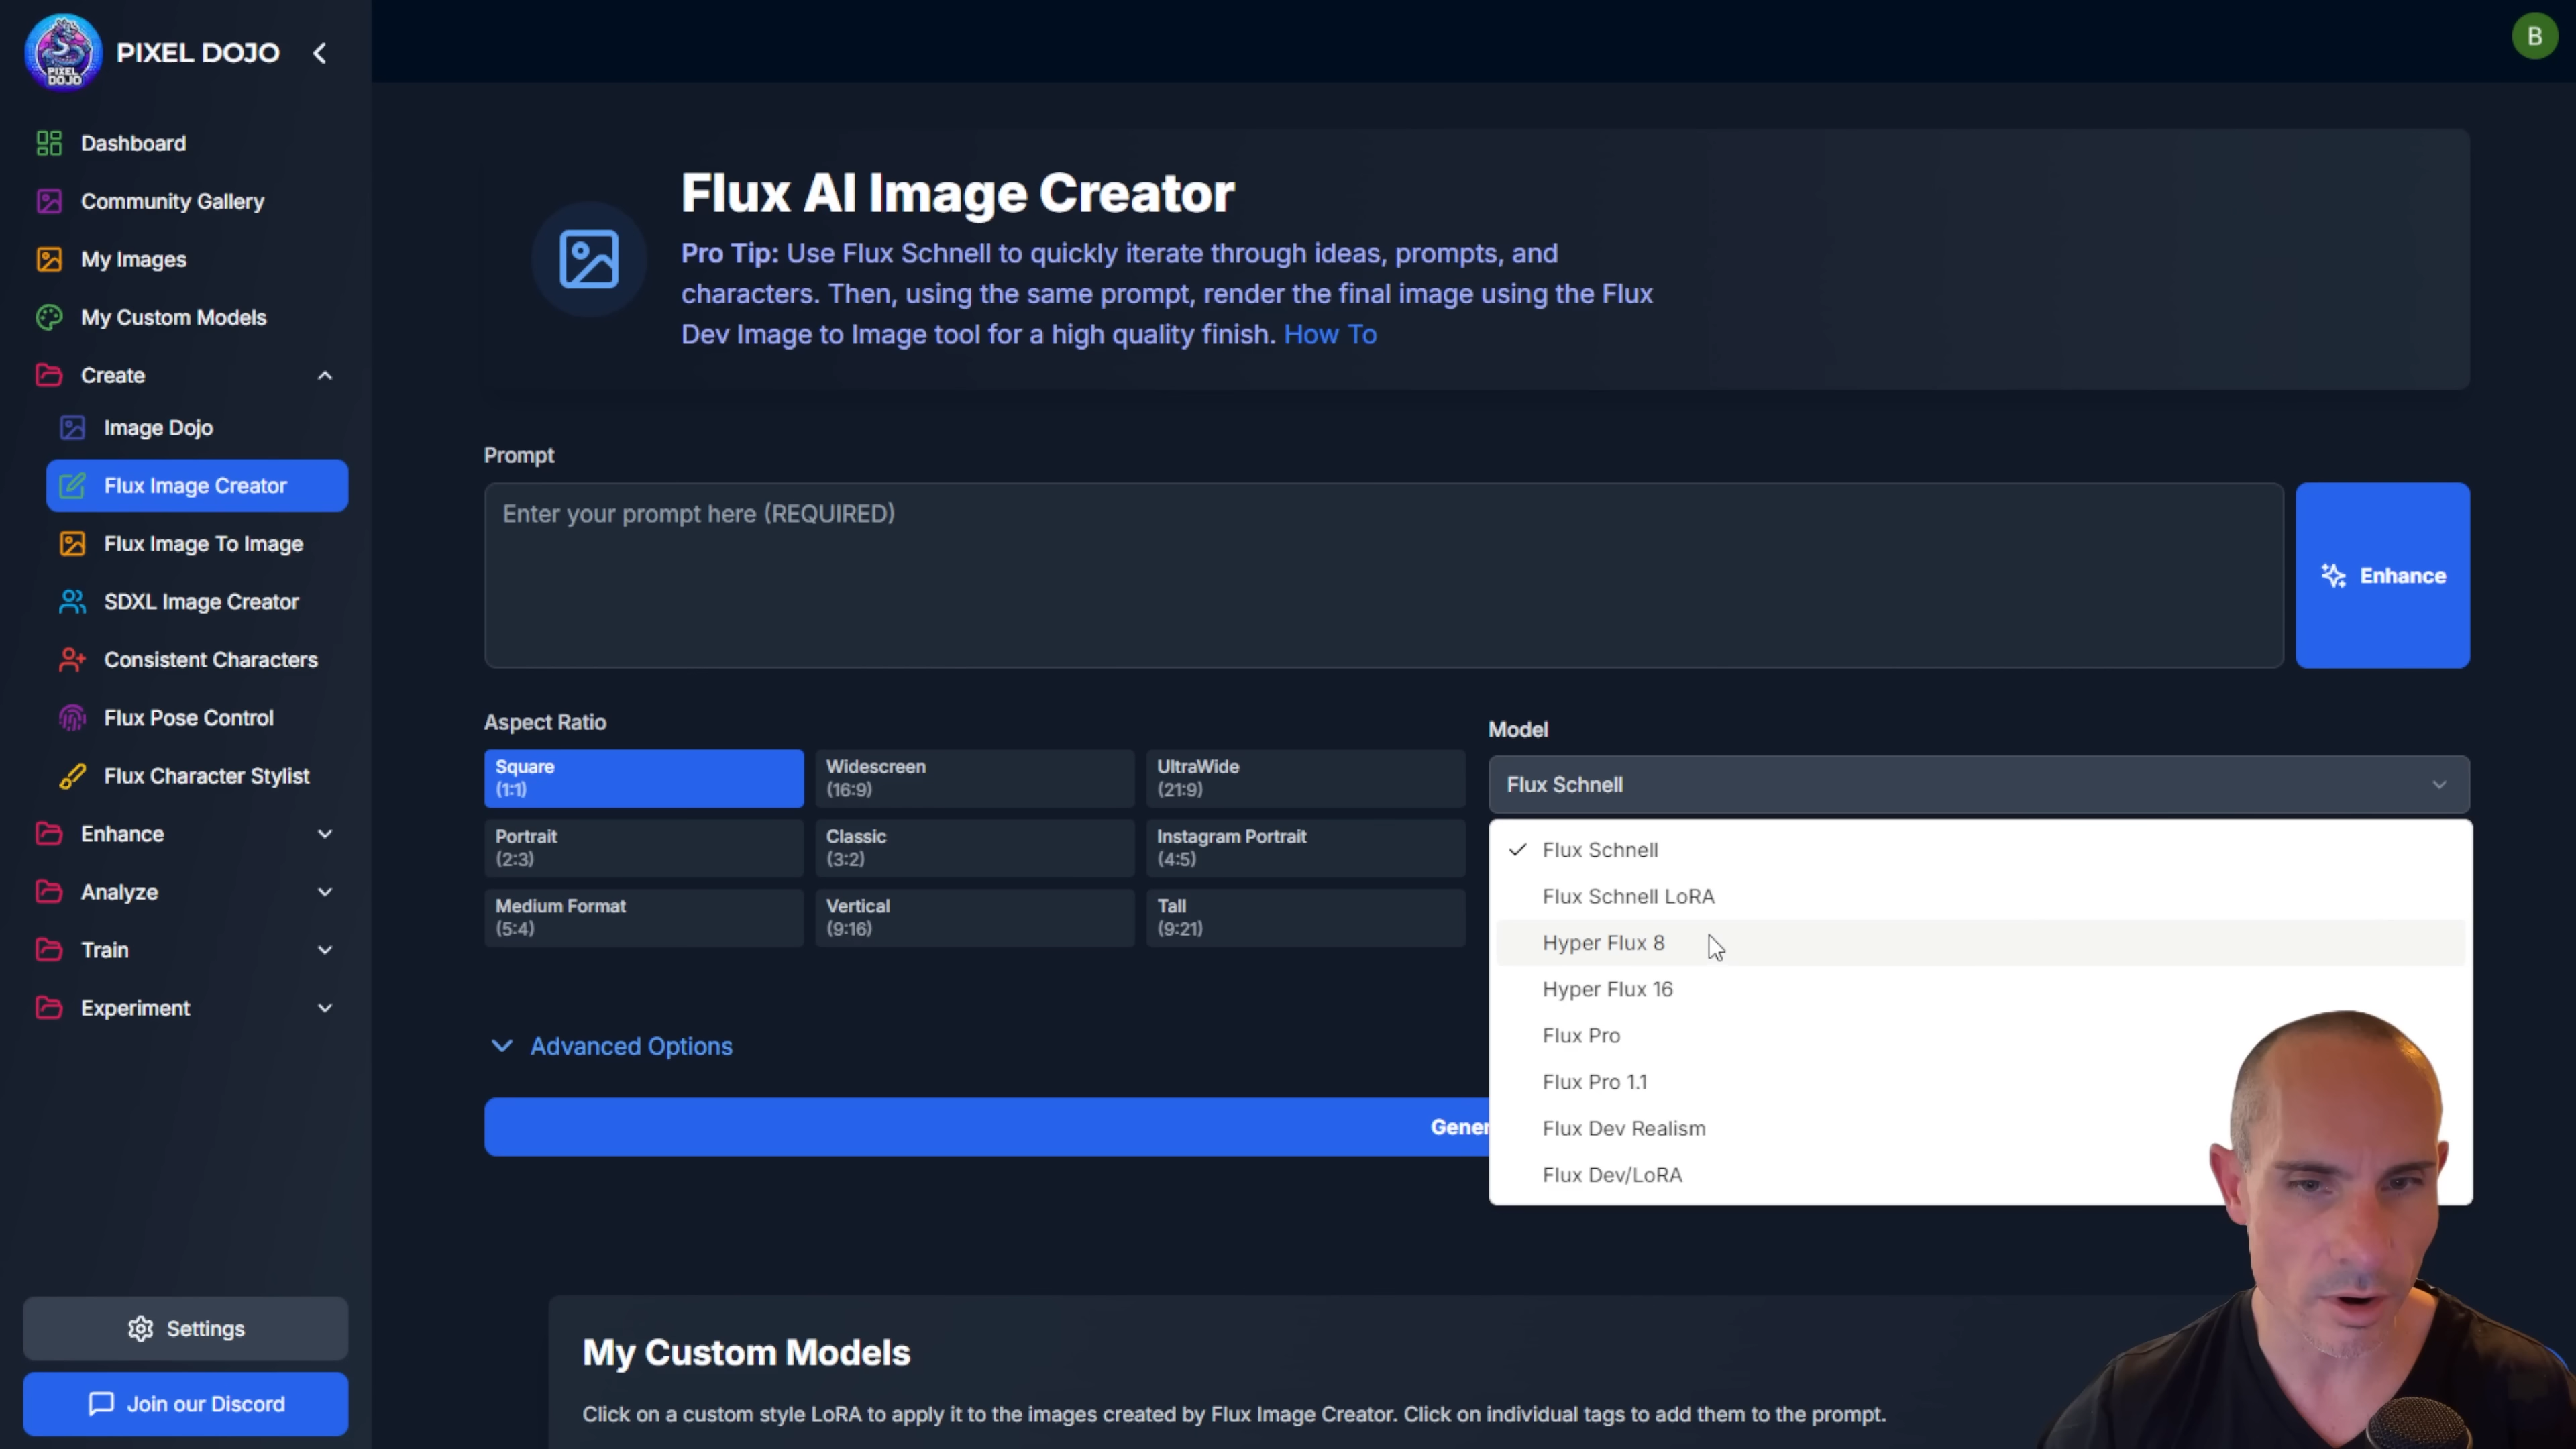 PIXEL DOJO
PIXEL
DOJO
B
Dashboard
Community Gallery
My Images
My Custom Models
Create
Image Dojo
Flux Image Creator
Flux Image To Image
SDXL Image Creator
Consistent Characters
Flux Pose Control
Flux Character Stylist
Enhance
Analyze
Train
Experiment
Settings
Join our Discord
Flux AI Image Creator
Pro Tip: Use Flux Schnell to quickly iterate through ideas, prompts, and
characters. Then, using the same prompt, render the final image using the Flux
Dev Image to Image tool for a high quality finish. How To
Prompt
Enter your prompt here (REQUIRED)
Enhance
Aspect Ratio
Square
(1:1)
Widescreen
(16:9)
UltraWide
(21:9)
Portrait
(2:3)
Classic
(3:2)
Instagram Portrait
(4:5)
Medium Format
(5:4)
Vertical
(9:16)
Tall
(9:21)
Model
Flux Schnell
Flux Schnell
Flux Schnell LoRA
Hyper Flux 8
Hyper Flux 16
Flux Pro
Flux Pro 1.1
Flux Dev Realism
Flux Dev/LoRA
Advanced Options
Gener
My Custom Models
Click on a custom style LoRA to apply it to the images created by Flux Image Creator. Click on individual tags to add them to the prompt.